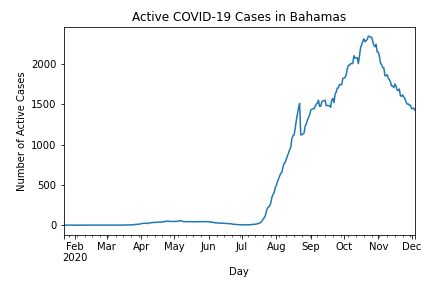 Active COVID-19 Cases in Bahamas
Number of Active Cases
2000
1500
1000
500
0
Feb Mar Apr May Jun Jul Aug Sep Oct Nov Dec
2020
Day